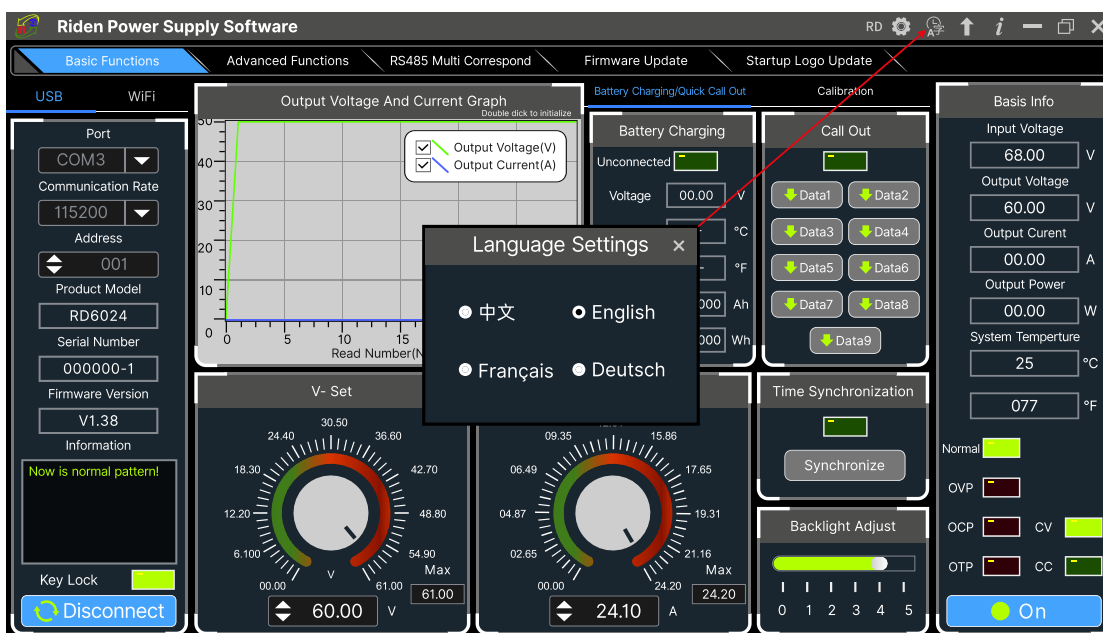 Riden Power Supply Software
RD
Basic Functions
Advanced Functions
RS485 Multi Correspond
Firmware Update
Startup Logo Update
USB
WiFi
Port
COM3
Communication Rate
115200
Address
001
Product Model
RD6024
Serial Number
000000-1
Firmware Version
V1.38
Information
Now is normal pattern!
Key Lock
Disconnect
Output Voltage And Current Graph
Double dick to initialize
Output Voltage(V)
Output Current(A)
50
40
30
20
10
0
0 5 10 15
Read Number(N
Language Settings ×
中文
English
Français
Deutsch
Battery Charging/Quick Call Out
Calibration
Battery Charging
Unconnected
Voltage 00.00 V
°C
°F
000 Ah
000 Wh
Call Out
Data1 Data2
Data3 Data4
Data5 Data6
Data7 Data8
Data9
V- Set
30.50
24.40 36.60
18.30 42.70
12.20 48.80
6.100 54.90
00.00 V 61.00
Max
61.00
60.00 V
09.35 15.86
06.49 17.65
04.87 19.31
02.65 21.16
00.00 24.20
Max
24.20
24.10 A
Time Synchronization
Synchronize
Backlight Adjust
0 1 2 3 4 5
Basis Info
Input Voltage
68.00 V
Output Voltage
60.00 V
Output Curent
00.00 A
Output Power
00.00 W
System Temperture
25 °C
077 °F
Normal
OVP
OCP CV
OTP CC
On